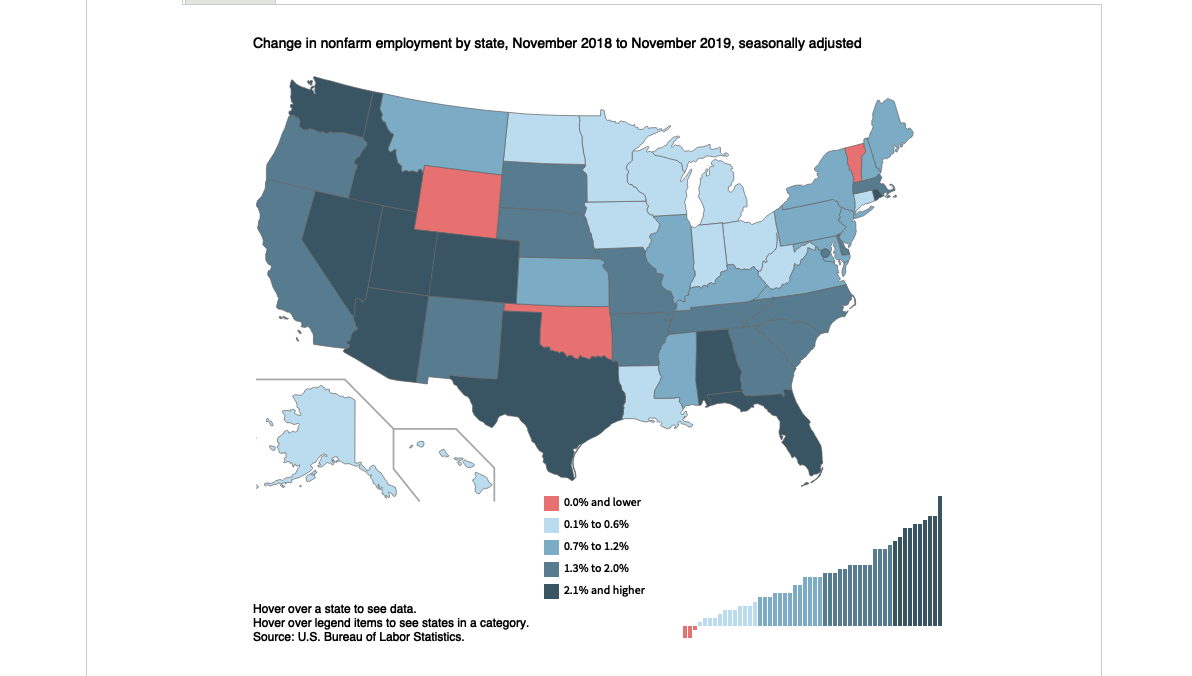 Change in nonfarm employment by state, November 2018 to November 2019, seasonally adjusted
0.0% and lower
0.1% to 0.6%
0.7% to 1.2%
1.3% to 2.0%
2.1% and higher
Hover over a state to see data.
Hover over legend items to see states in a category.
Source: U.S. Bureau of Labor Statistics.